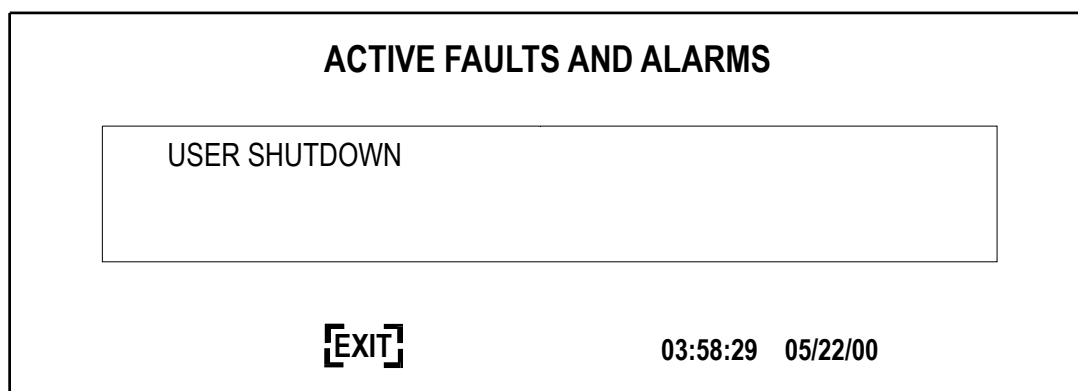 ACTIVE FAULTS AND ALARMS
USER SHUTDOWN
EXIT 03:58:29 05/22/00